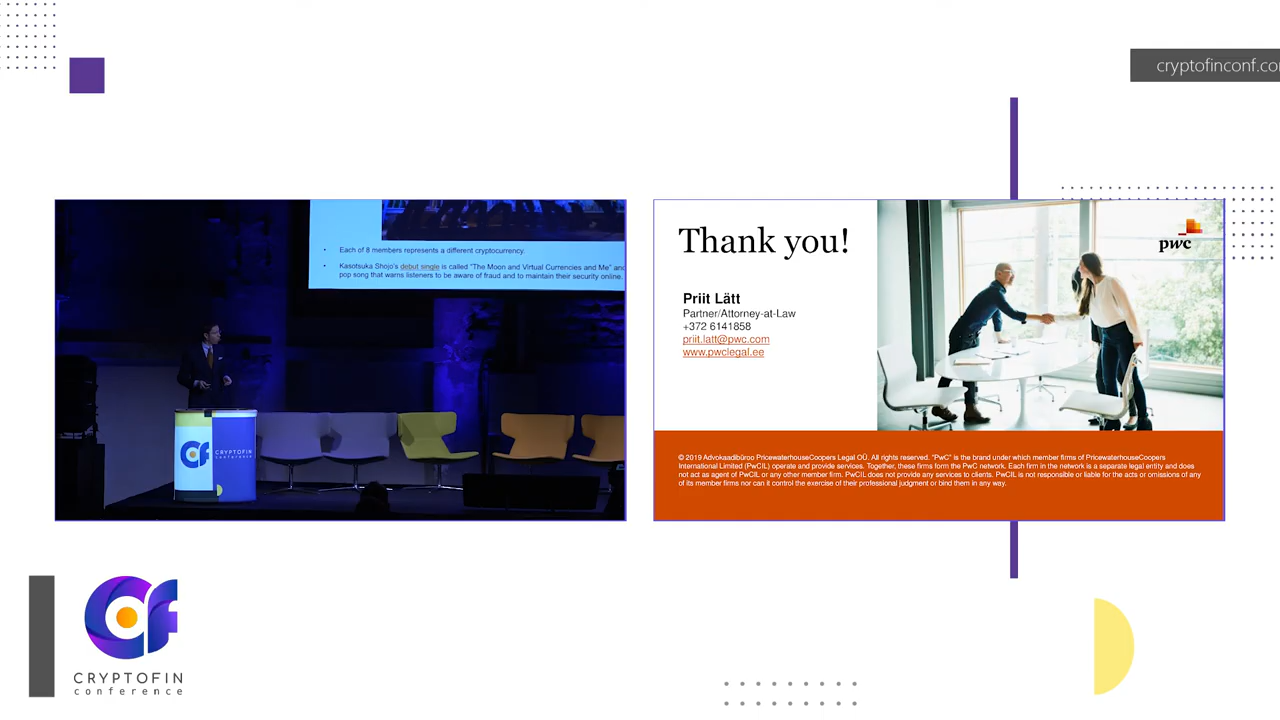 cryptofinconf.co
Each of 8 members represents a different cryptocurrency.
Kasotsuka Shojo's debut single is called "The Moon and Virtual Currencies and Me" and
pop song that warns listeners to be aware of fraud and to maintain their security online.
CRYPTOFIN
conference
Thank you!
pwc
Priit Lätt
Partner/Attorney-at-Law
+372 6141858
priit.latt@pwc.com
www.pwclegal.ee
© 2019 Advokaadibüroo PricewaterhouseCoopers Legal OÜ. All rights reserved. "PwC" is the brand under which member firms of PricewaterhouseCoopers
International Limited (PwCIL) operate and provide services. Together, these firms form the PwC network. Each firm in the network is a separate legal entity and does
not act as agent of PwCIL or any other member firm. PwCIL does not provide any services to clients. PwCIL is not responsible or liable for the acts or omissions of any
of its member firms nor can it control the exercise of their professional judgment or bind them in any way.
cf
CRYPTOFIN
conference